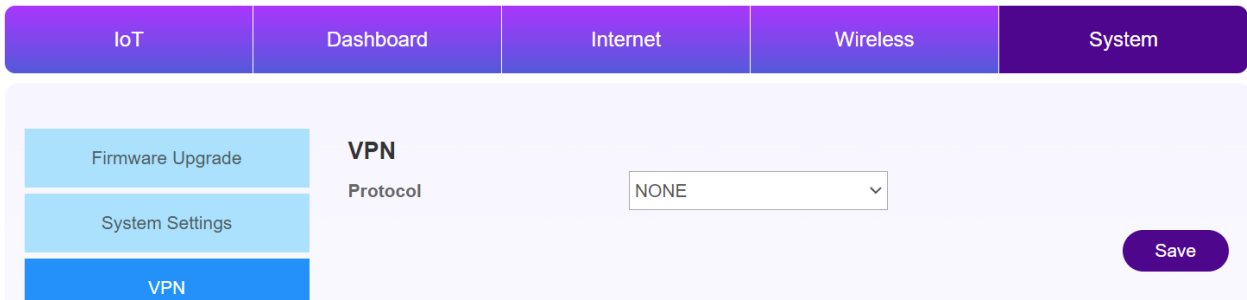 IoT Dashboard Internet Wireless System
Firmware Upgrade
System Settings
VPN
VPN
Protocol NONE
Save